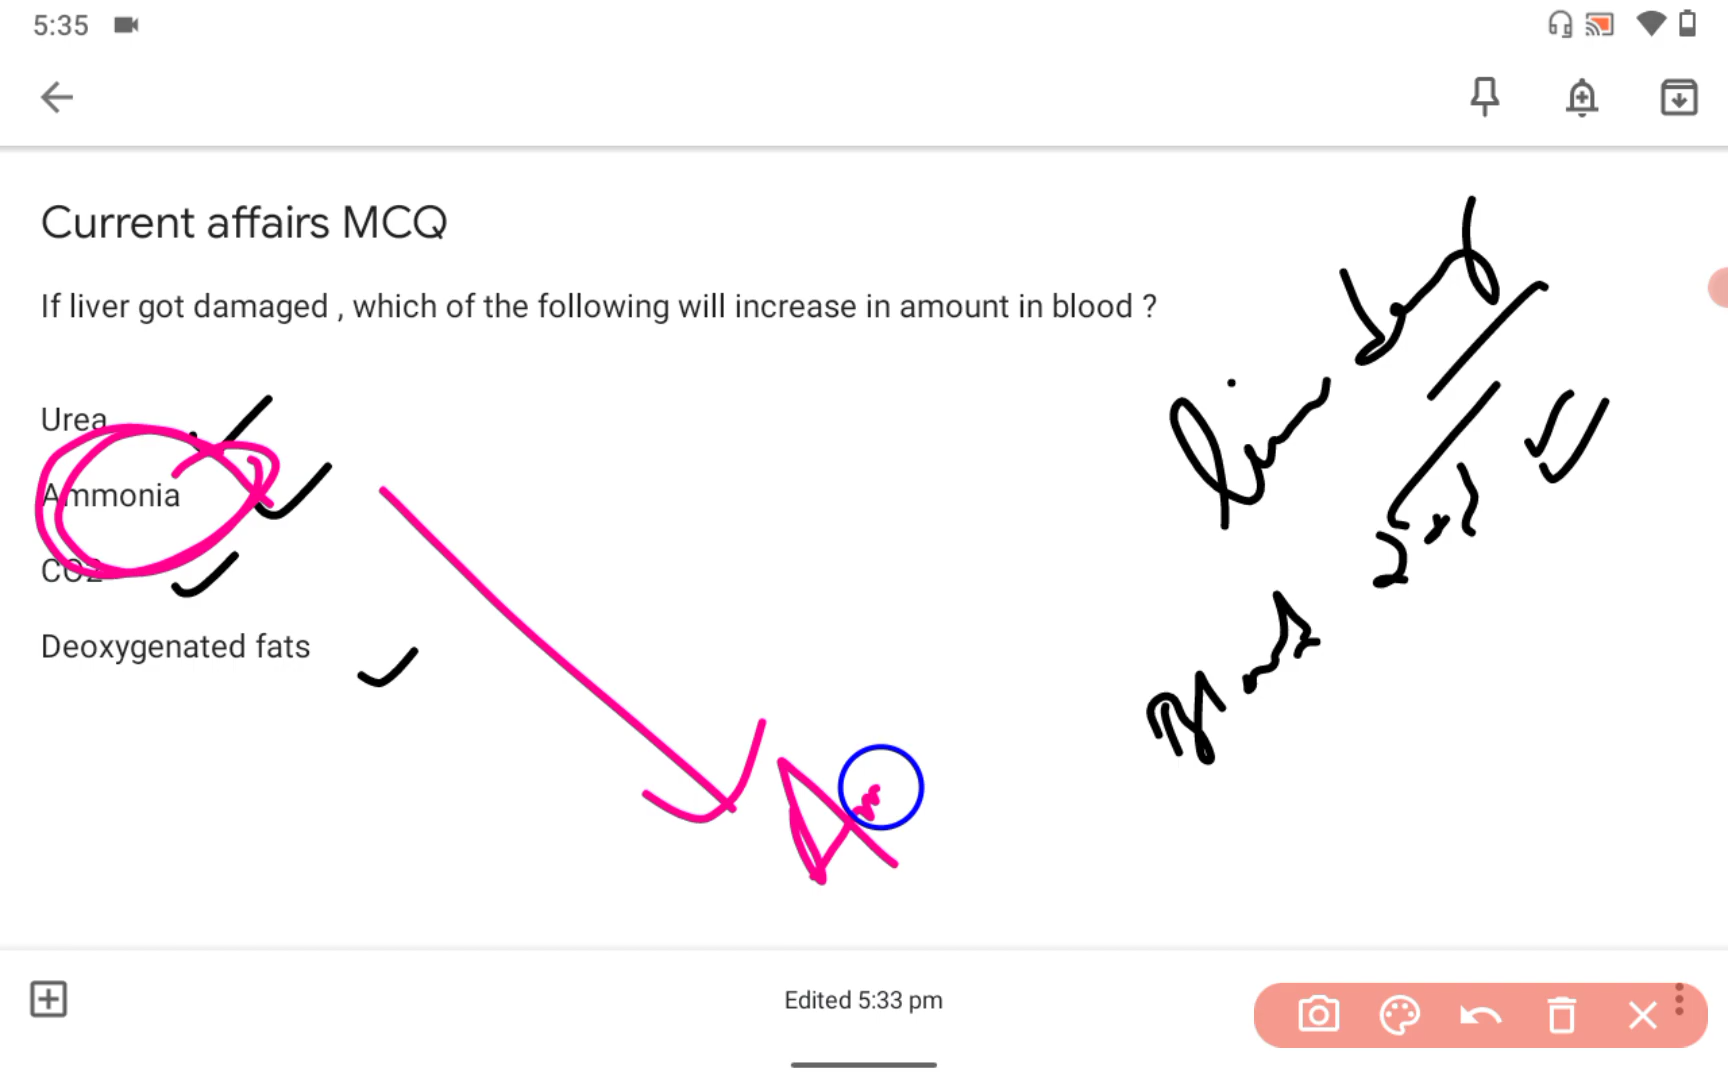 5:35
Current affairs MCQ
If liver got damaged , which of the following will increase in amount in blood ?
Urea
Ammonia
CO2
Deoxygenated fats
Edited 5:33 pm